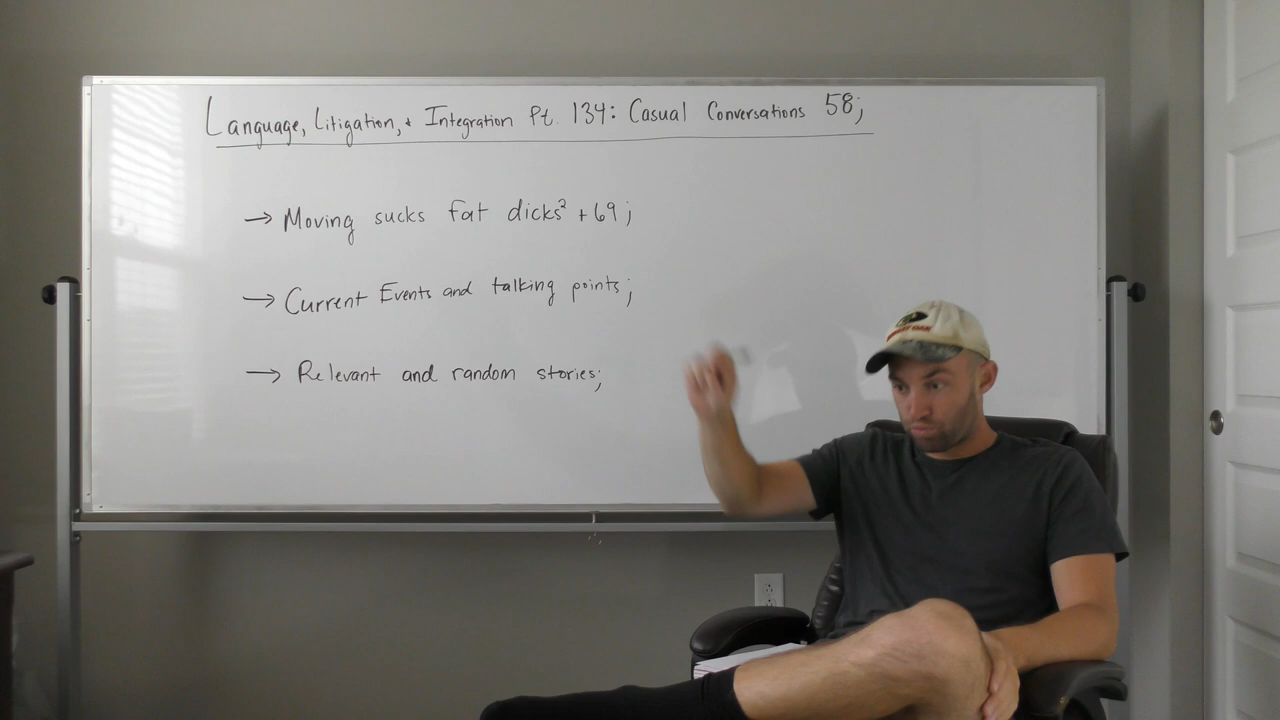 Language, Litigation, + Integration Pt. 134: Casual Conversations 58;
→ Moving sucks fat dicks² + 69;
→ Current Events and talking points;
→ Relevant and random stories;